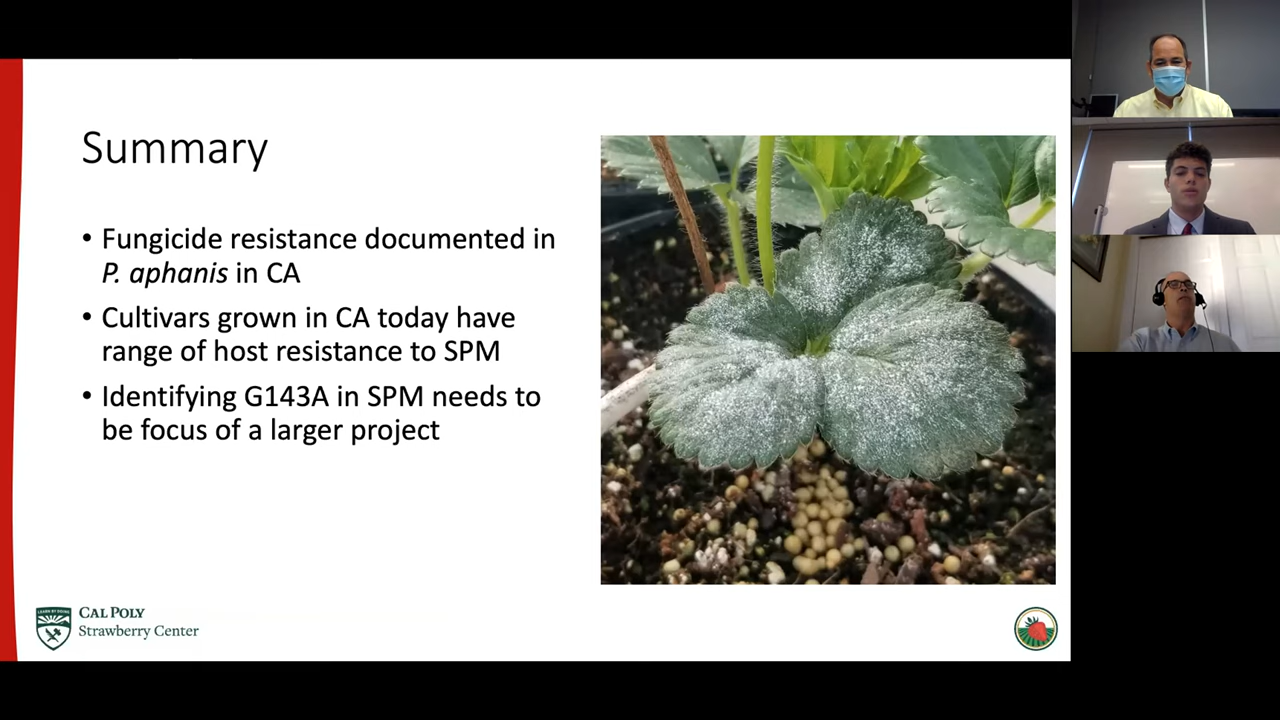 Summary
• Fungicide resistance documented in
P. aphanis in CA
• Cultivars grown in CA today have
range of host resistance to SPM
• Identifying G143A in SPM needs to
be focus of a larger project
CAL POLY
Strawberry Center